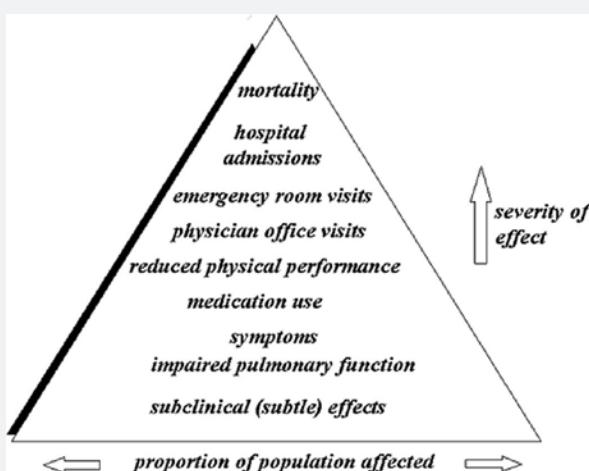 mortality
hospital
admissions
emergency room visits
physician office visits
reduced physical performance
medication use
symptoms
impaired pulmonary function
subclinical (subtle) effects
severity of
effect
proportion of population affected